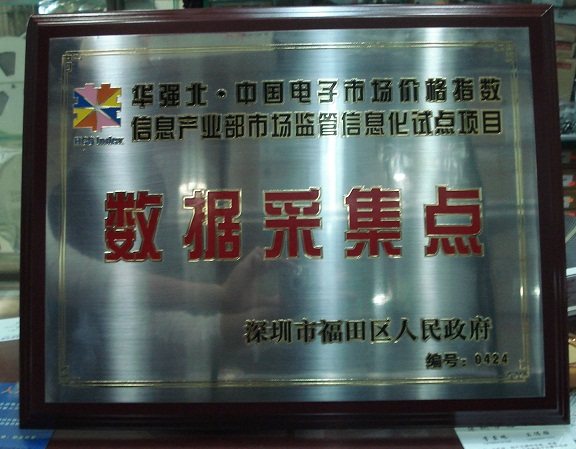 华强北·中国电子市场价格指数
信息产业部市场监管信息化试点项目
HQB Index
数据采集点
深圳市福田区人民政府
编号：0424